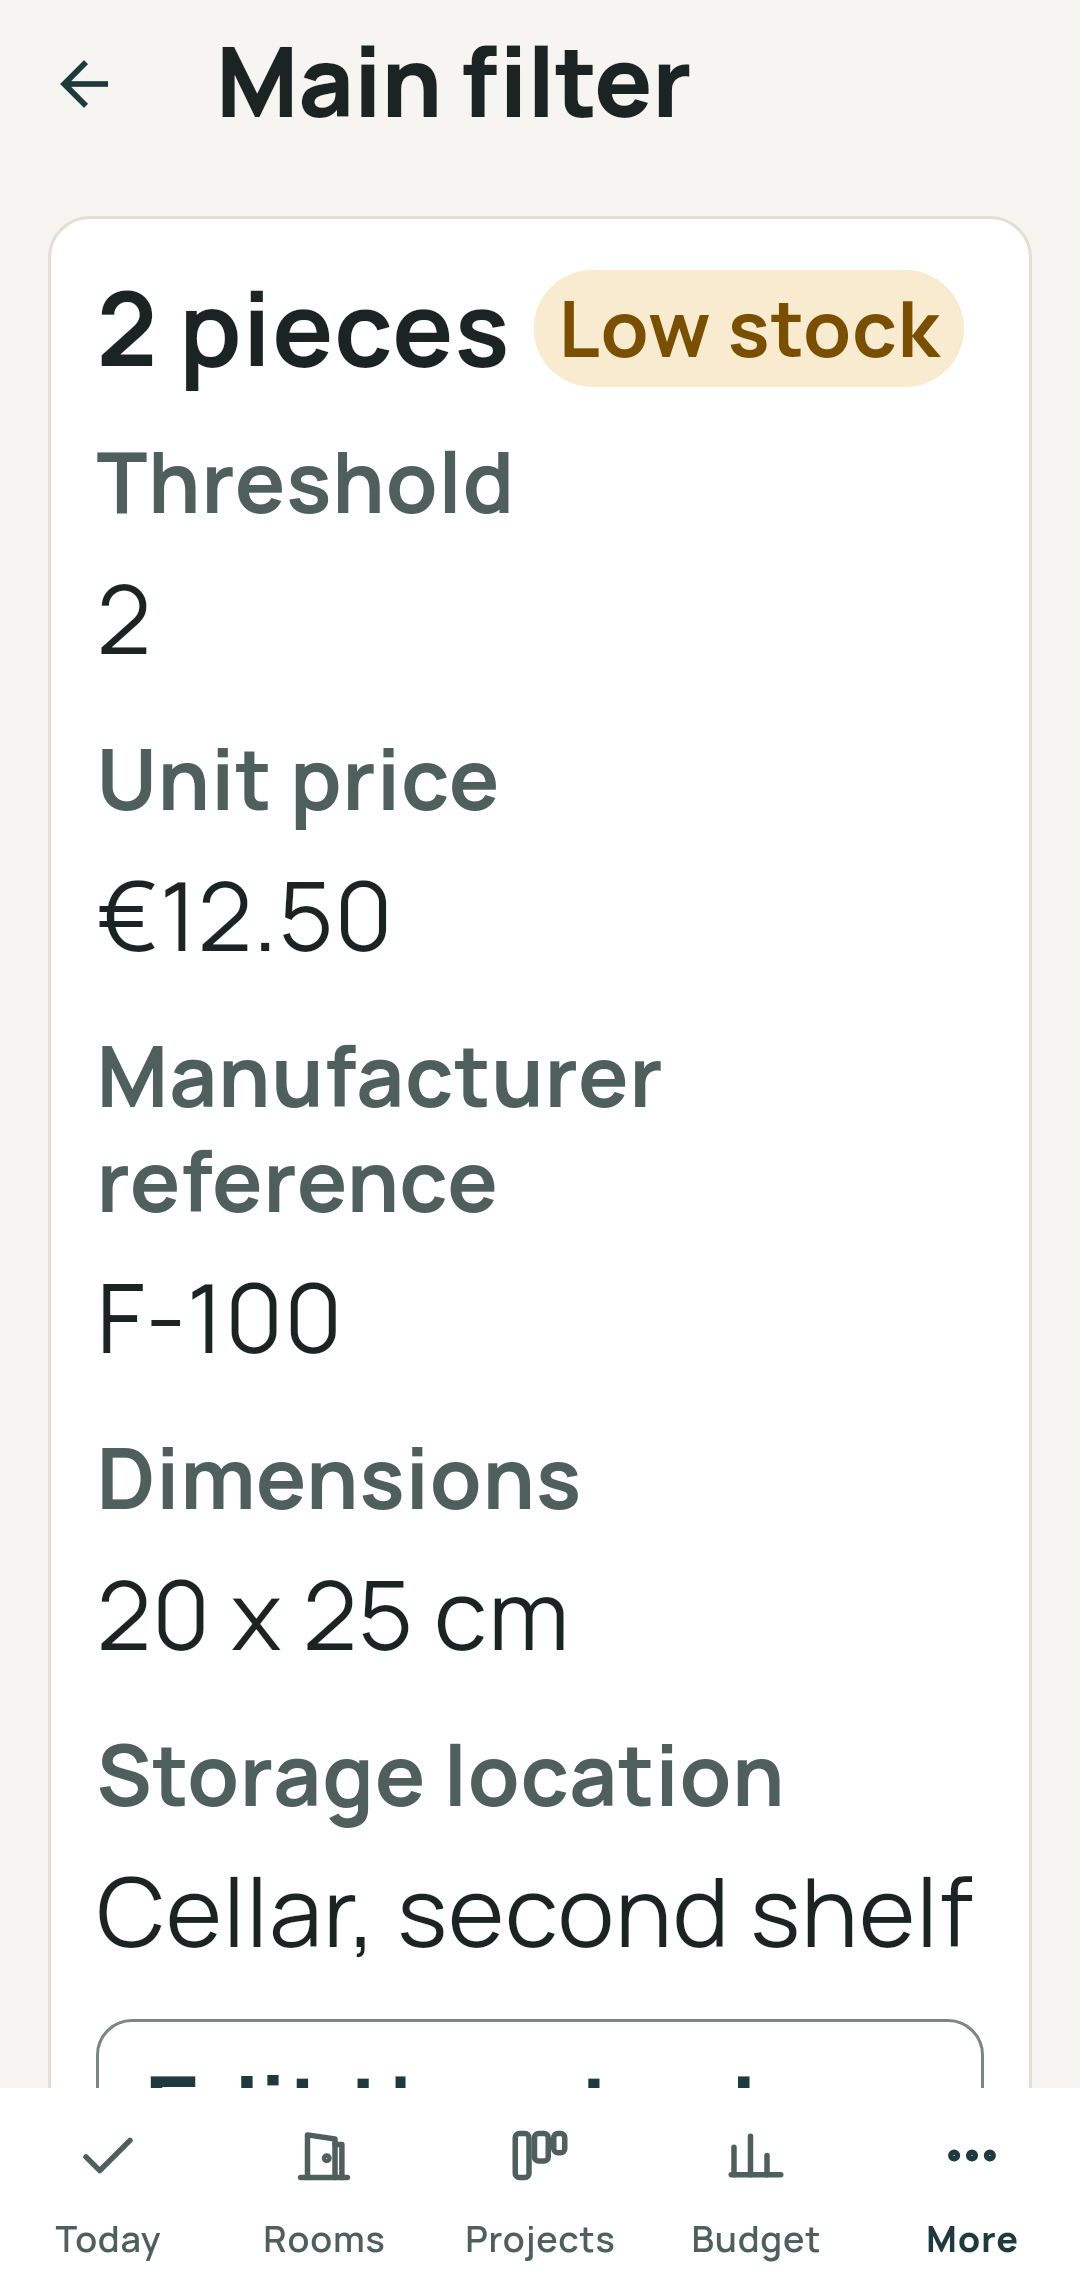 Main filter
2 pieces
Low stock
Threshold
2
Unit price
€12.50
Manufacturer
reference
F-100
Dimensions
20 x 25 cm
Storage location
Cellar, second shelf
Today
Rooms
Projects
Budget
More